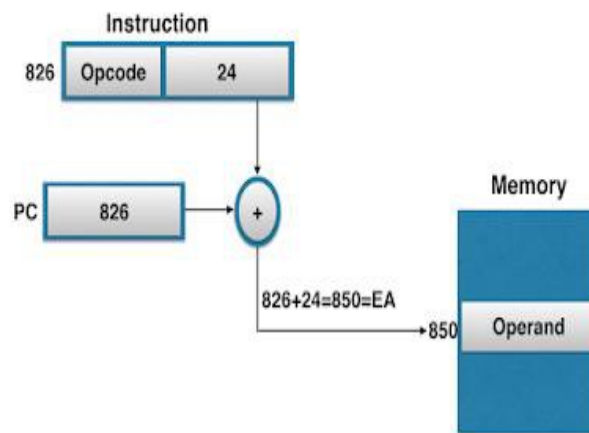 Instruction
826 Opcode 24
PC 826 +
Memory
826+24=850=EA
850 Operand